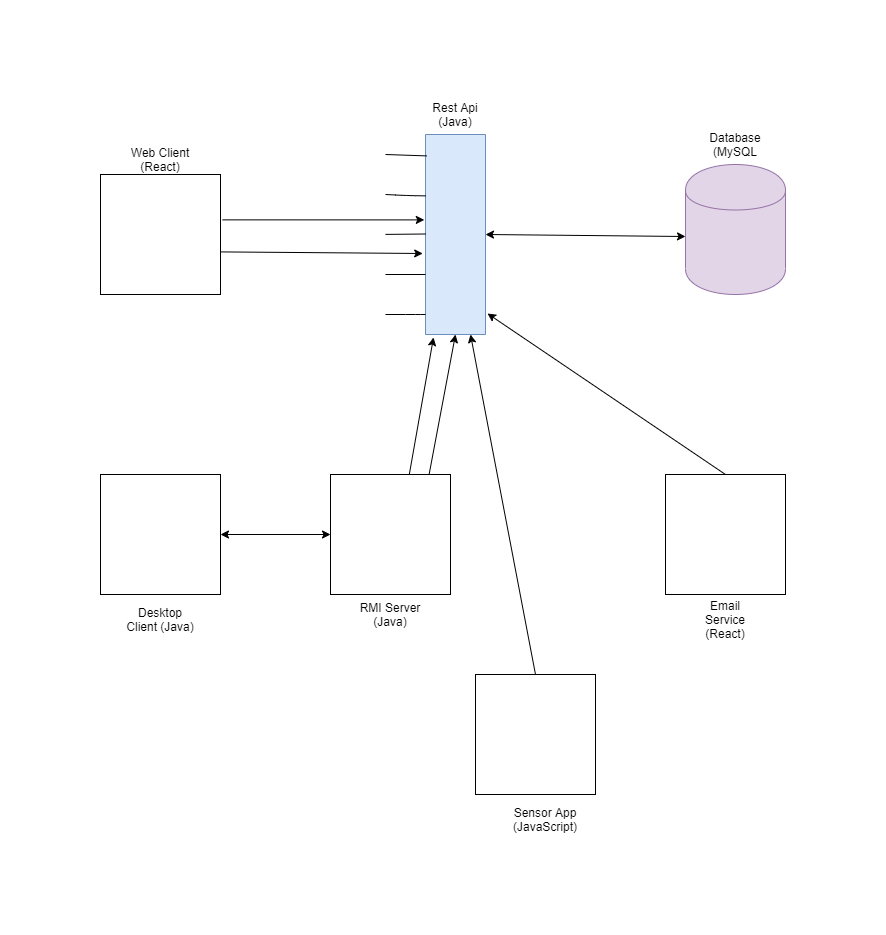 Rest Api
(Java)
Database
(MySQL
Web Client
(React)
Desktop
Client (Java)
RMI Server
(Java)
Email
Service
(React)
Sensor App
(JavaScript)